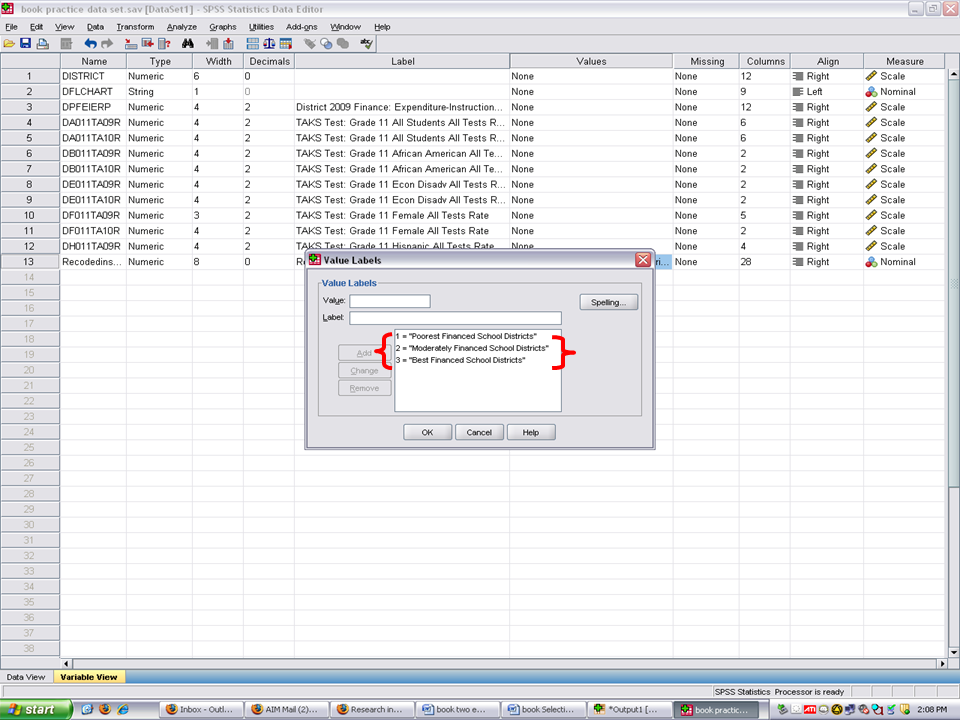 book practice data set.sav [DataSet1] - SPSS Statistics Data Editor
File Edit View Data Transform Analyze Graphs Utilities Add-ons Window Help
Name Type Width Decimals Label Values Missing Columns Align Measure
1 DISTRICT Numeric 6 0 None None 12 Right Scale
2 DFLCHART String 1 0 None None 9 Left Nominal
3 DPFEIERP Numeric 4 2 District 2009 Finance: Expenditure-Instruction... None None 12 Right Scale
4 DA011TA09R Numeric 4 2 TAKS Test: Grade 11 All Students All Tests R... None None 6 Right Scale
5 DA011TA10R Numeric 4 2 TAKS Test: Grade 11 All Students All Tests R... None None 6 Right Scale
6 DB011TA09R Numeric 4 2 TAKS Test: Grade 11 African American All Te... None None 2 Right Scale
7 DB011TA10R Numeric 4 2 TAKS Test: Grade 11 African American All Te... None None 2 Right Scale
8 DE011TA09R Numeric 4 2 TAKS Test: Grade 11 Econ Disadv All Tests R... None None 2 Right Scale
9 DE011TA10R Numeric 4 2 TAKS Test: Grade 11 Econ Disadv All Tests R... None None 2 Right Scale
10 DF011TA09R Numeric 3 2 TAKS Test: Grade 11 Female All Tests Rate None None 5 Right Scale
11 DF011TA10R Numeric 4 2 TAKS Test: Grade 11 Female All Tests Rate None None 2 Right Scale
12 DH011TA09R Numeric 4 2 TAKS Test: Grade 11 Hispanic All Tests Rate None None 4 Right Scale
13 Recodedins... Numeric 8 0 None 28 Right Nominal
14
15
16
17
18
19
20
21
22
23
24
25
26
27
28
29
30
31
32
33
34
35
36
37
38
Value Labels
Value Labels
Value:
Spelling...
Label:
1 = "Poorest Financed School Districts"
2 = "Moderately Financed School Districts"
3 = "Best Financed School Districts"
Add
Change
Remove
OK Cancel Help
Data View Variable View
SPSS Statistics Processor is ready
start Inbox - Outl... AIM Mail (2)... Research in... book two e... book Selecti... *Output1 [... book practic... ATI 2:08 PM